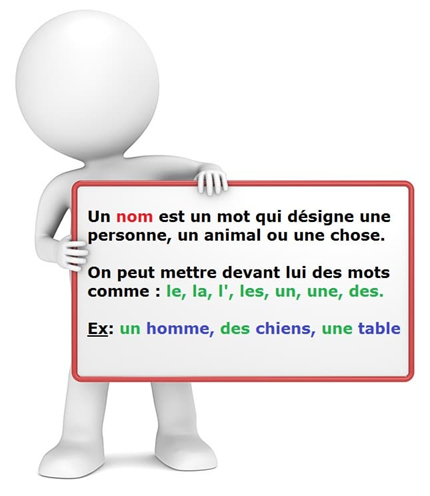 Un nom est un mot qui désigne une
personne, un animal ou une chose.
On peut mettre devant lui des mots
comme : le, la, l', les, un, une, des.
Ex: un homme, des chiens, une table